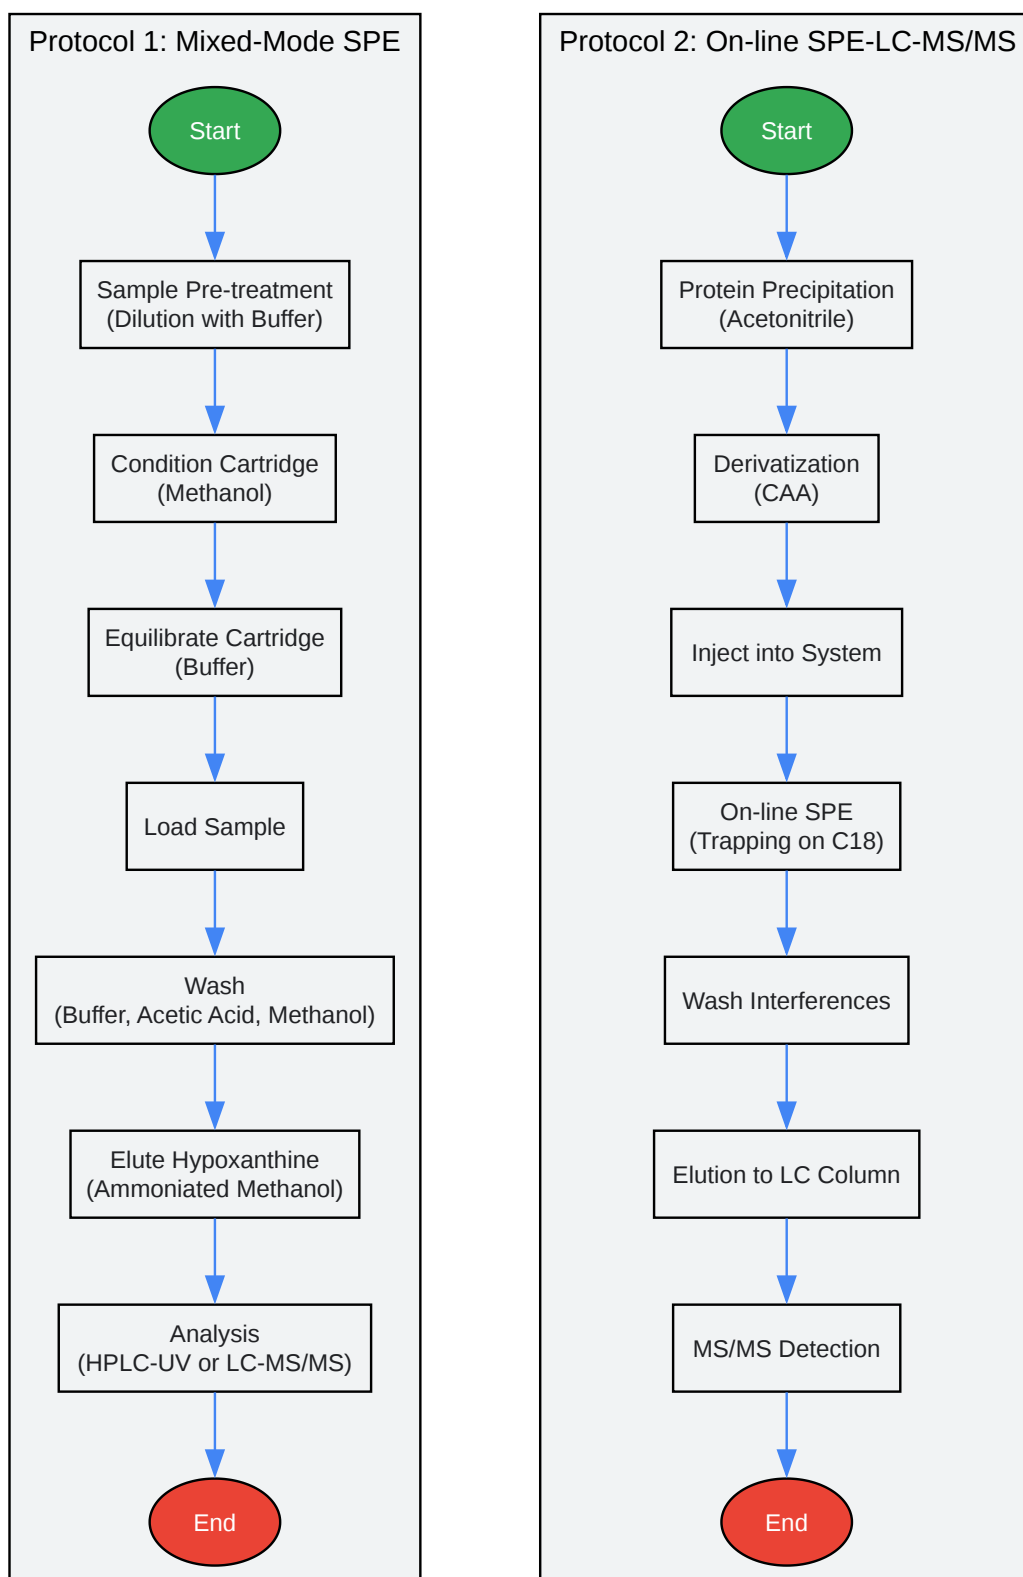 Protocol 1: Mixed-Mode SPE
Start
Sample Pre-treatment
(Dilution with Buffer)
Condition Cartridge
(Methanol)
Equilibrate Cartridge
(Buffer)
Load Sample
Wash
(Buffer, Acetic Acid, Methanol)
Elute Hypoxanthine
(Ammoniated Methanol)
Analysis
(HPLC-UV or LC-MS/MS)
End
Protocol 2: On-line SPE-LC-MS/MS
Start
Protein Precipitation
(Acetonitrile)
Derivatization
(CAA)
Inject into System
On-line SPE
(Trapping on C18)
Wash Interferences
Elution to LC Column
MS/MS Detection
End